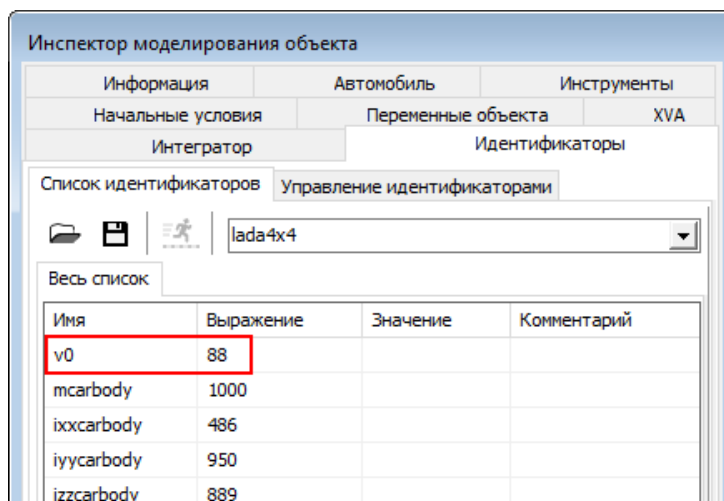 Инспектор моделирования объекта
Информация Автомобиль Инструменты
Начальные условия Переменные объекта XVA
Интегратор Идентификаторы
Список идентификаторов Управление идентификаторами
lada4x4
Весь список
Имя Выражение Значение Комментарий
v0 88
mcarbody 1000
ixxcarbody 486
iyycarbody 950
izzcarbody 889